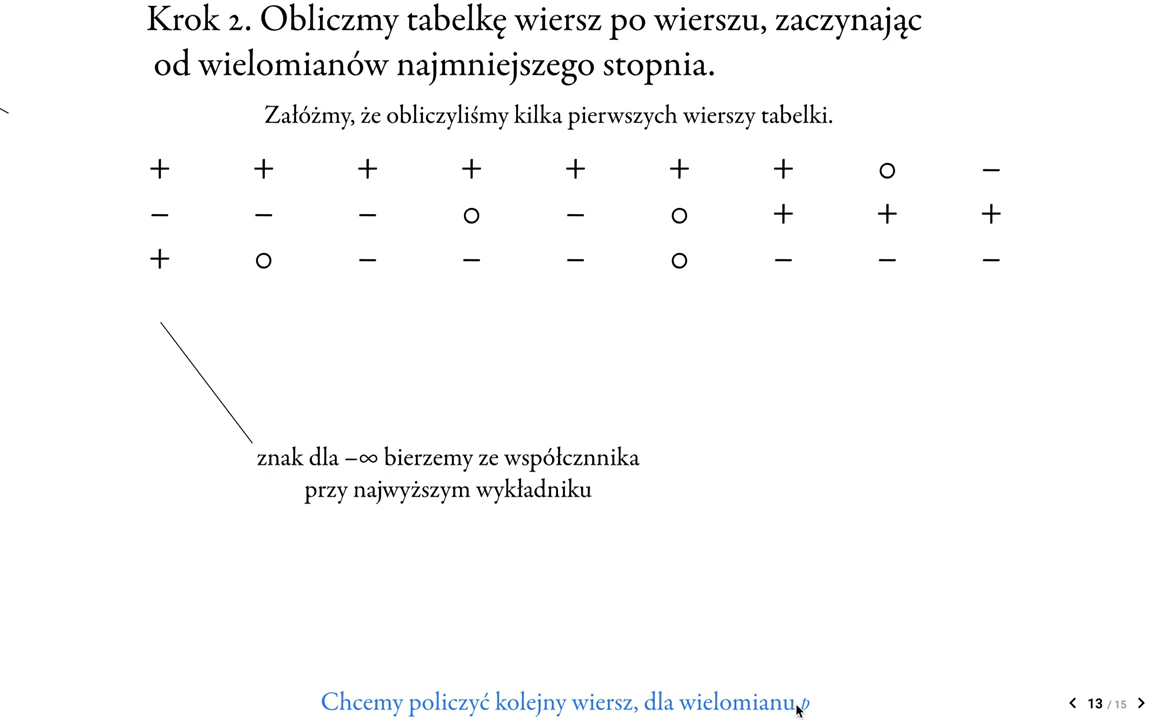 Krok 2. Obliczmy tabelkę wiersz po wierszu, zaczynając
od wielomianów najmniejszego stopnia.
Załóżmy, że obliczyliśmy kilka pierwszych wierszy tabelki.
+ + + + + + + o −
− − − o − o + + +
+ o − − − o − − −
znak dla −∞ bierzemy ze współcznnika
przy najwyższym wykładniku
Chcemy policzyć kolejny wiersz, dla wielomianu p
13 / 15